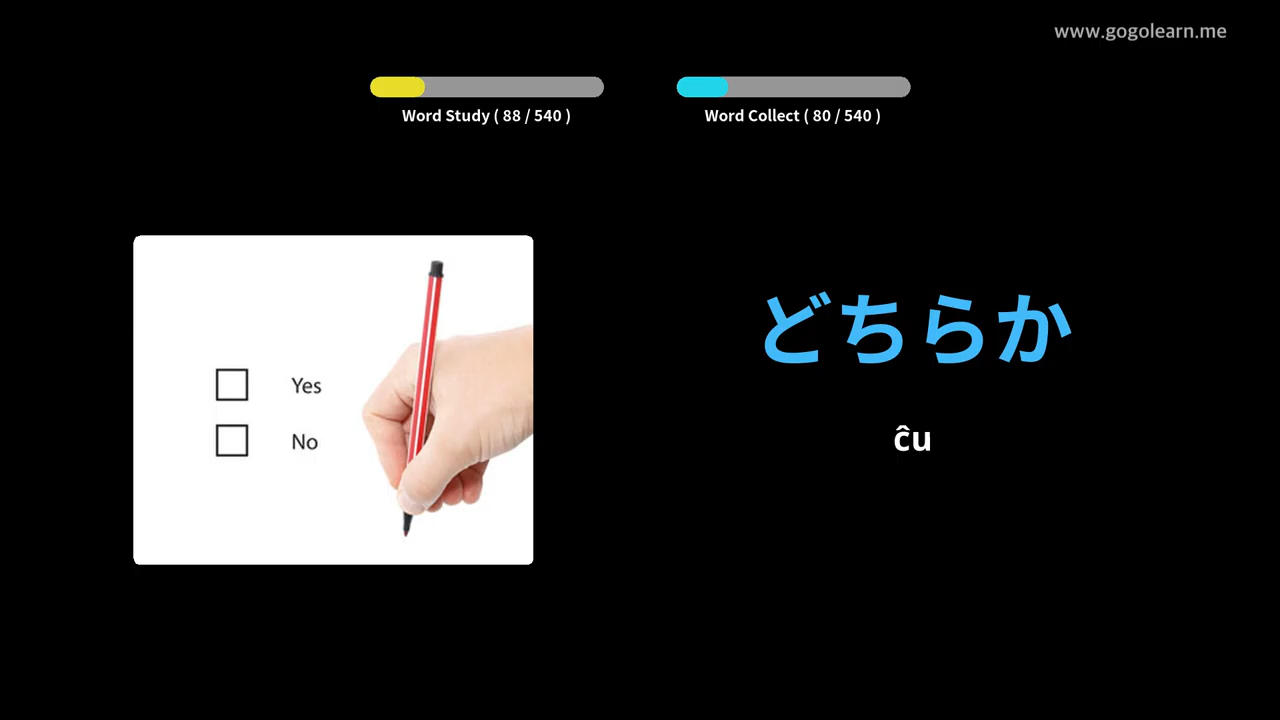 www.gogolearn.me
Word Study ( 88 / 540 )
Word Collect ( 80 / 540 )
Yes
No
どちらか
ĉu